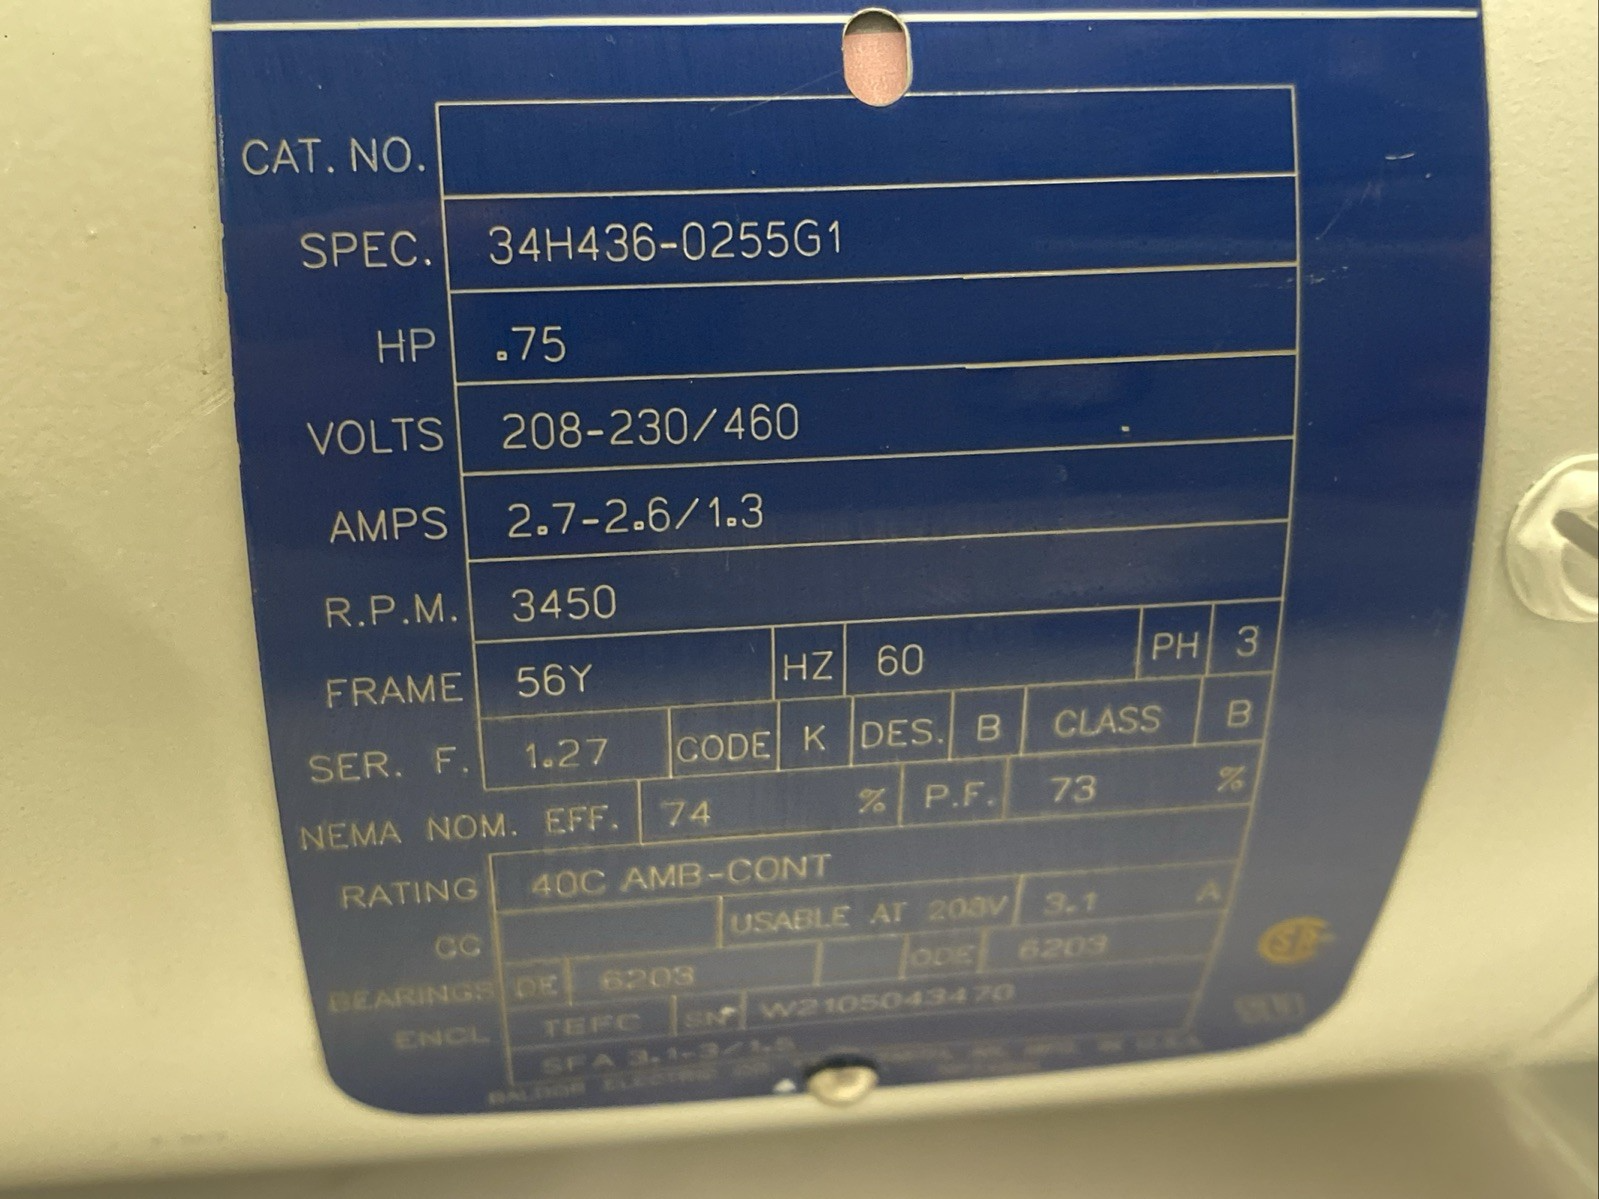 CAT. NO.
SPEC. 34H436-0255G1
HP .75
VOLTS 208-230/460
AMPS 2.7-2.6/1.3
R.P.M. 3450
FRAME 56Y HZ 60 PH 3
SER. F. 1.27 CODE K DES. B CLASS B
NEMA NOM. EFF. 74 % P.F. 73 %
RATING 40C AMB-CONT
CC USABLE AT 208V 3.1 A
BEARINGS DE 6203 ODE 6203
ENCL TEFC SN W2105043470
SFA 3.1-3/1.5
BALDOR ELECTRIC